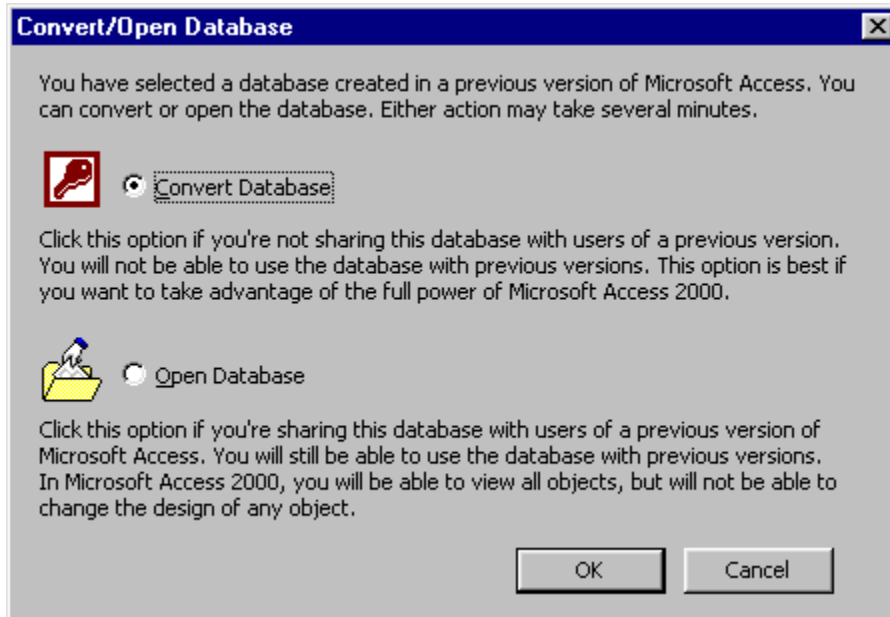 Convert/Open Database
You have selected a database created in a previous version of Microsoft Access. You
can convert or open the database. Either action may take several minutes.
Convert Database
Click this option if you're not sharing this database with users of a previous version.
You will not be able to use the database with previous versions. This option is best if
you want to take advantage of the full power of Microsoft Access 2000.
Open Database
Click this option if you're sharing this database with users of a previous version of
Microsoft Access. You will still be able to use the database with previous versions.
In Microsoft Access 2000, you will be able to view all objects, but will not be able to
change the design of any object.
OK Cancel